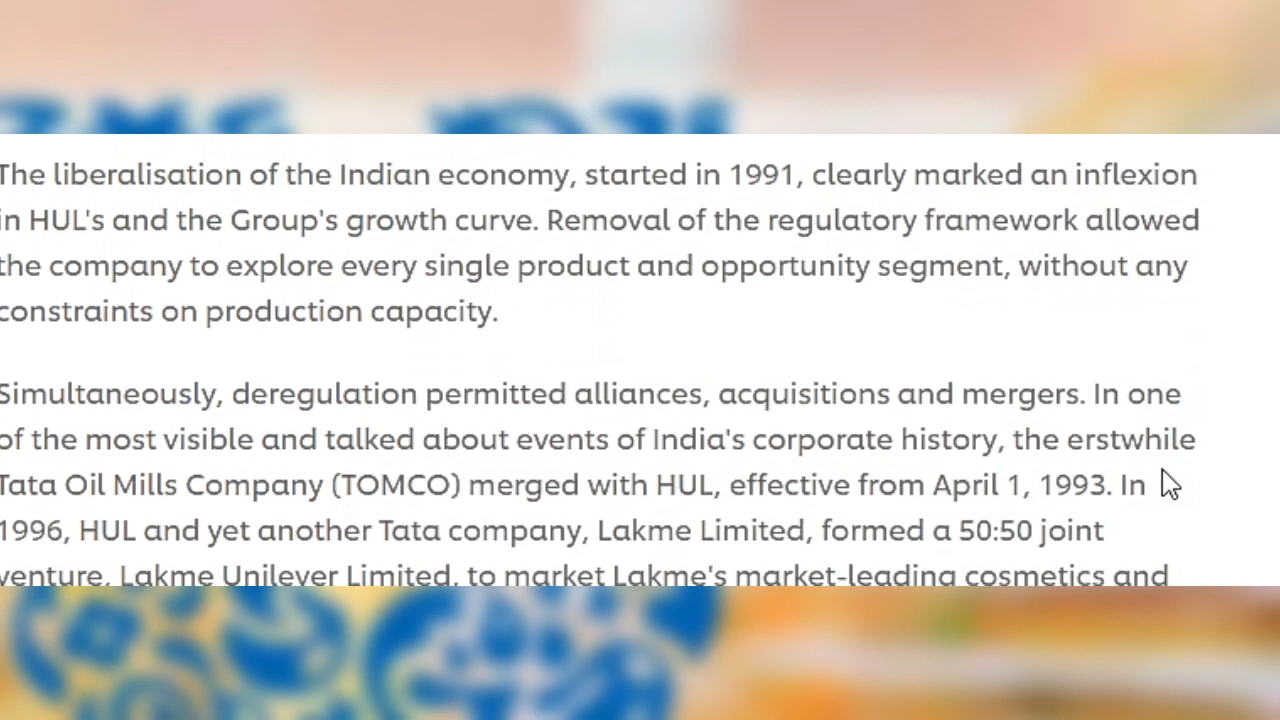 The liberalisation of the Indian economy, started in 1991, clearly marked an inflexion
in HUL's and the Group's growth curve. Removal of the regulatory framework allowed
the company to explore every single product and opportunity segment, without any
constraints on production capacity.
Simultaneously, deregulation permitted alliances, acquisitions and mergers. In one
of the most visible and talked about events of India's corporate history, the erstwhile
Tata Oil Mills Company (TOMCO) merged with HUL, effective from April 1, 1993. In
1996, HUL and yet another Tata company, Lakme Limited, formed a 50:50 joint
venture, Lakme Unilever Limited, to market Lakme's market-leading cosmetics and